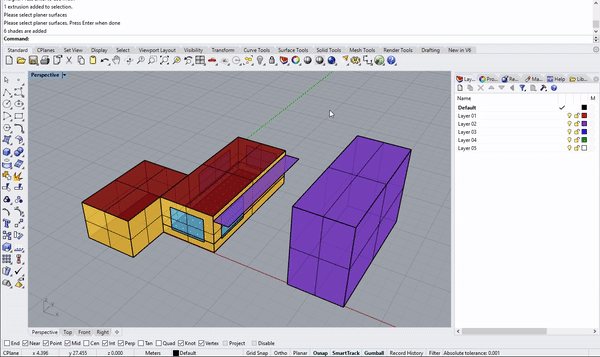 1 extrusion added to selection.
Please select planer surfaces
Please select planer surfaces. Press Enter when done
6 shades are added
Command:
Standard CPlanes Set View Display Select Viewport Layout Visibility Transform Curve Tools Surface Tools Solid Tools Mesh Tools Render Tools Drafting New in V6
Perspective
Lay... Pro... Re... Ma... Help Lib...
Name M
Default
Layer 01
Layer 02
Layer 03
Layer 04
Layer 05
Perspective Top Front Right
End Near Point Mid Cen Int Perp Tan Quad Knot Vertex Project Disable
CPlane x 4.396 y 27.455 z 0.000 Meters Default Grid Snap Ortho Planar Osnap SmartTrack Gumball Record History Filter Absolute tolerance: 0.001